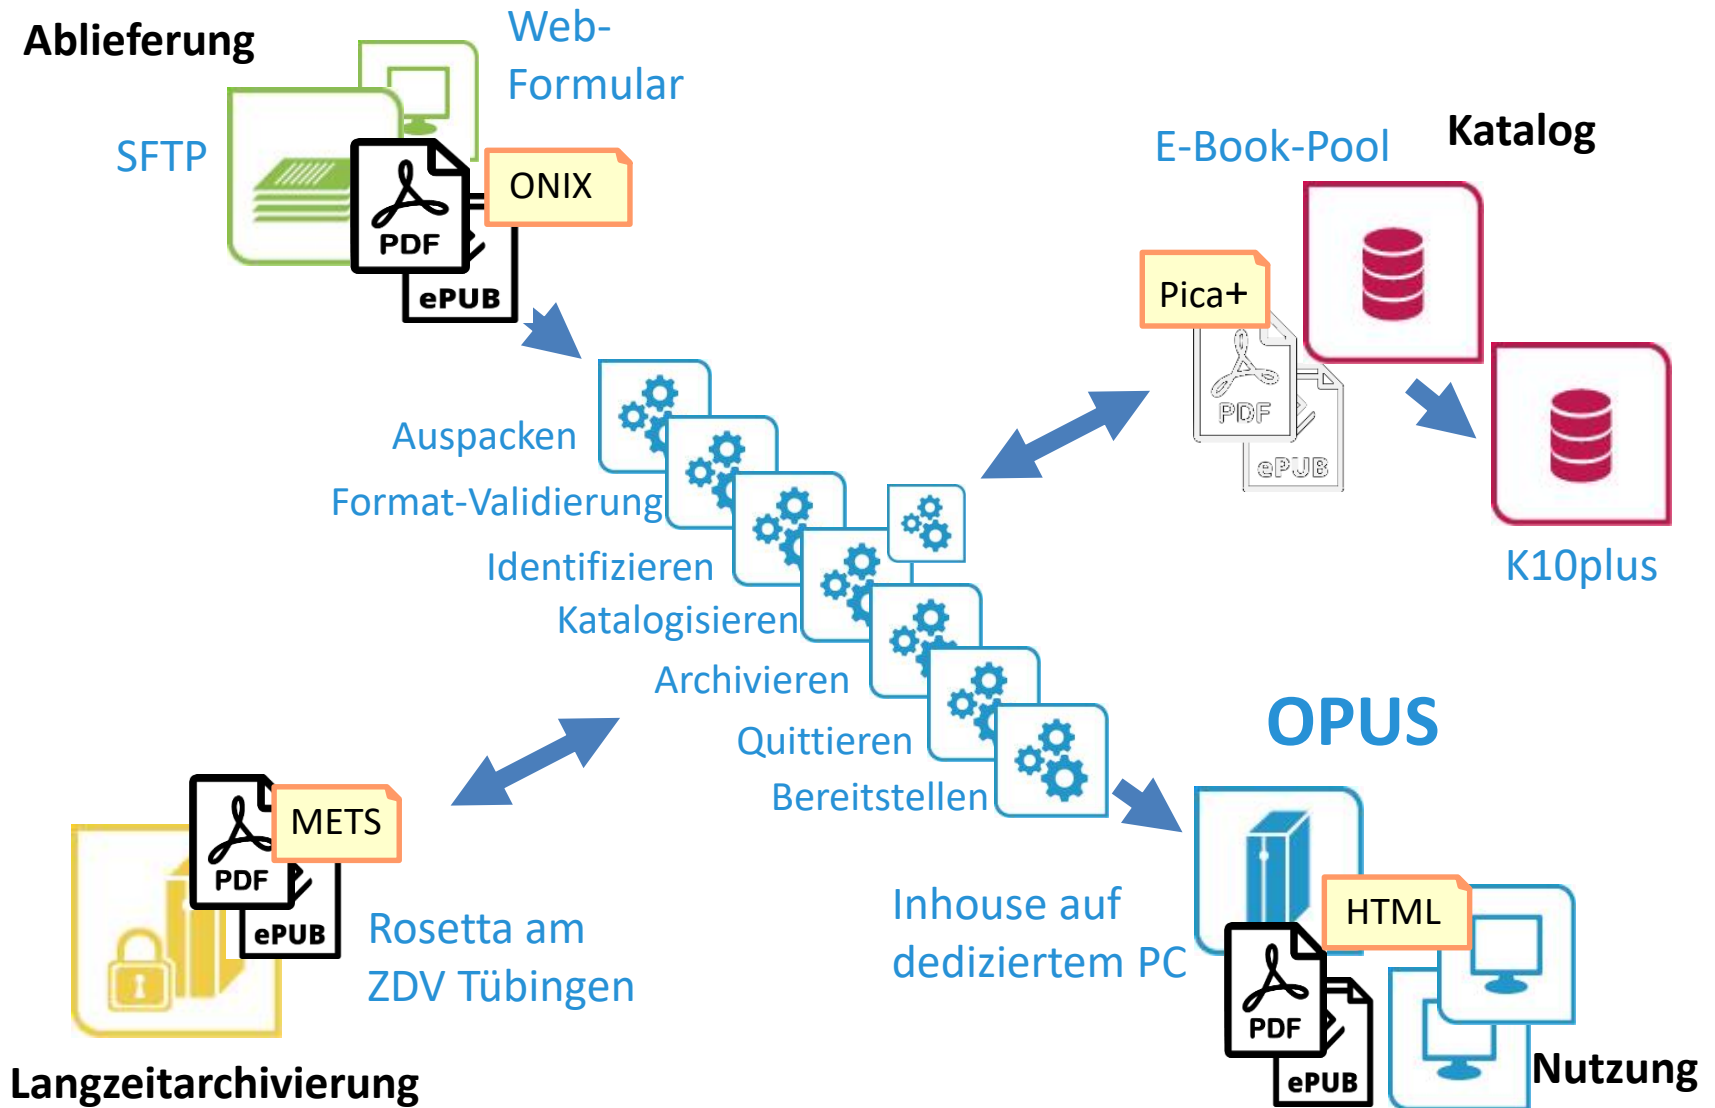 Ablieferung
Web-
Formular
SFTP
ONIX
PDF
ePUB
E-Book-Pool
Katalog
Pica+
PDF
ePUB
K10plus
Auspacken
Format-Validierung
Identifizieren
Katalogisieren
Archivieren
Quittieren
Bereitstellen
METS
PDF
ePUB
Rosetta am
ZDV Tübingen
Langzeitarchivierung
OPUS
Inhouse auf
dediziertem PC
HTML
PDF
ePUB
Nutzung